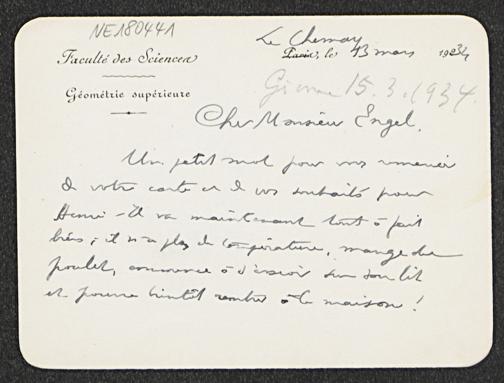 NE180441
Le Chesnay
Faculté des Sciences
Paris, le 13 mars 1934
Géométrie supérieure
15.3.1934.
Cher Monsieur Engel,
Un petit mot pour vous remercier
de votre carte et de vos souhaits pour
Henri - Il va maintenant tout à fait
bien ; il n'a plus de température, mange du
poulet, commence à s'asseoir sur son lit
et pourra bientôt rentrer à la maison !